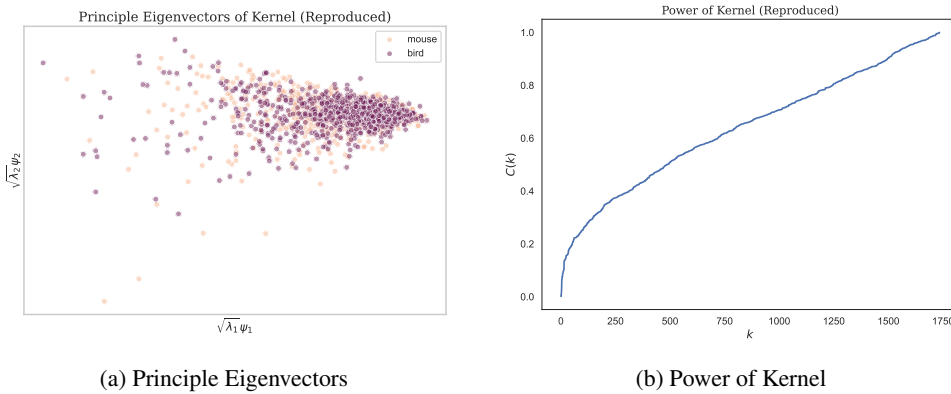 Principle Eigenvectors of Kernel (Reproduced)
mouse
bird
√λ₂ψ₂
√λ₁ψ₁
(a) Principle Eigenvectors
Power of Kernel (Reproduced)
1.0
0.8
0.6
0.4
0.2
0.0
C(k)
0 250 500 750 1000 1250 1500 1750
k
(b) Power of Kernel